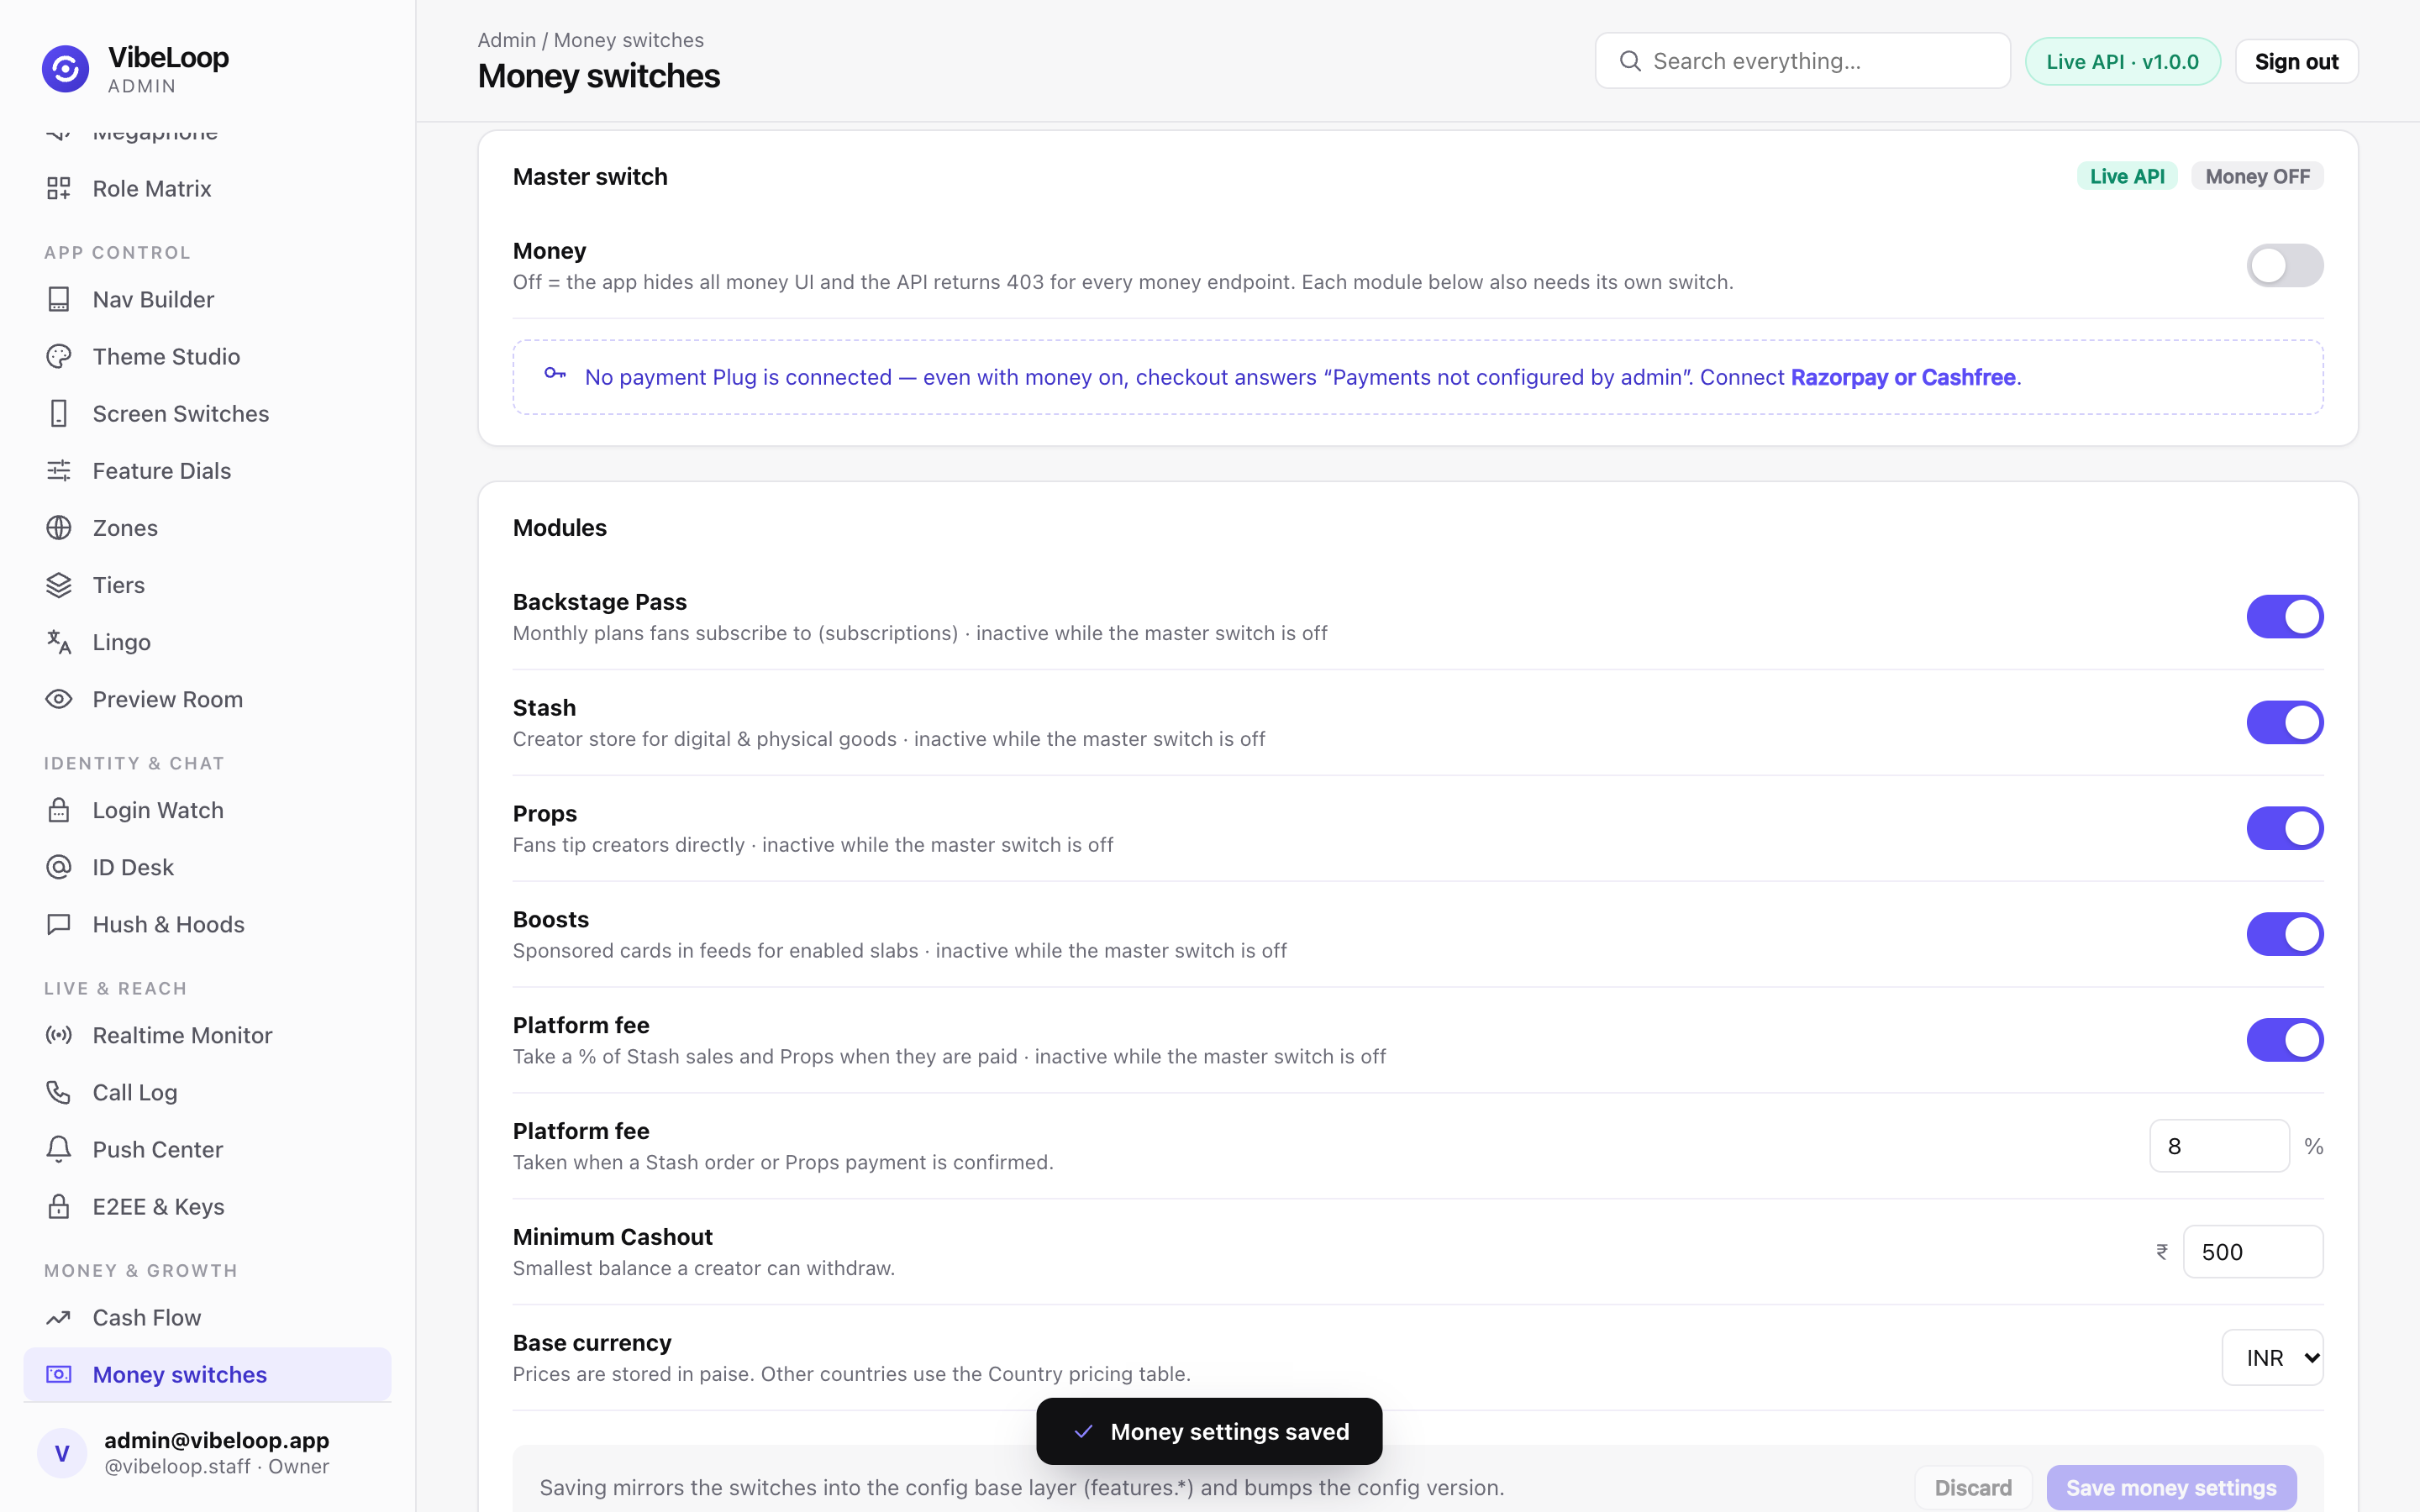 VibeLoop
ADMIN
Megaphone
Role Matrix
APP CONTROL
Nav Builder
Theme Studio
Screen Switches
Feature Dials
Zones
Tiers
Lingo
Preview Room
IDENTITY & CHAT
Login Watch
ID Desk
Hush & Hoods
LIVE & REACH
Realtime Monitor
Call Log
Push Center
E2EE & Keys
MONEY & GROWTH
Cash Flow
Money switches
V
admin@vibeloop.app
@vibeloop.staff · Owner
Admin / Money switches
Money switches
Search everything...
Live API · v1.0.0
Sign out
Master switch
Live API
Money OFF
Money
Off = the app hides all money UI and the API returns 403 for every money endpoint. Each module below also needs its own switch.
No payment Plug is connected — even with money on, checkout answers “Payments not configured by admin”. Connect Razorpay or Cashfree.
Modules
Backstage Pass
Monthly plans fans subscribe to (subscriptions) · inactive while the master switch is off
Stash
Creator store for digital & physical goods · inactive while the master switch is off
Props
Fans tip creators directly · inactive while the master switch is off
Boosts
Sponsored cards in feeds for enabled slabs · inactive while the master switch is off
Platform fee
Take a % of Stash sales and Props when they are paid · inactive while the master switch is off
Platform fee
Taken when a Stash order or Props payment is confirmed.
8 %
Minimum Cashout
Smallest balance a creator can withdraw.
₹ 500
Base currency
Prices are stored in paise. Other countries use the Country pricing table.
INR
Money settings saved
Saving mirrors the switches into the config base layer (features.*) and bumps the config version.
Discard
Save money settings